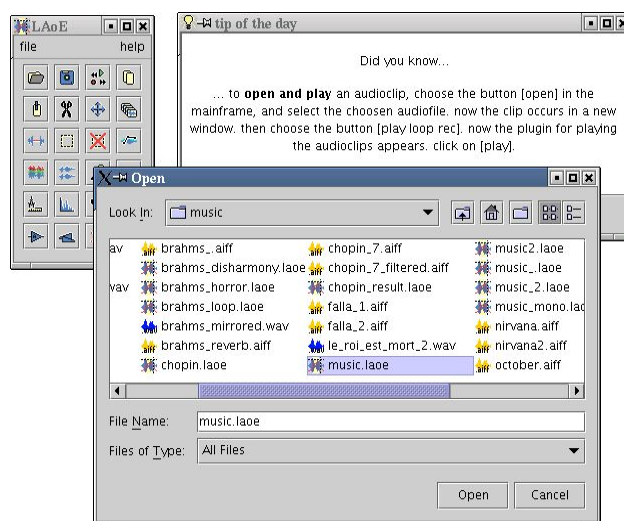 LAoE
file help
tip of the day
Did you know...
... to open and play an audioclip, choose the button [open] in the
mainframe, and select the choosen audiofile. now the clip occurs in a new
window. then choose the button [play loop rec]. now the plugin for playing
the audioclips appears. click on [play].
Open
Look In: music
av brahms_.aiff chopin_7.aiff music2.laoe
brahms_disharmony.laoe chopin_7_filtered.aiff music_.laoe
wav brahms_horror.laoe chopin_result.laoe music_2.laoe
brahms_loop.laoe falla_1.aiff music_mono.lao
brahms_mirrored.wav falla_2.aiff nirvana.aiff
brahms_reverb.aiff le_roi_est_mort_2.wav nirvana2.aiff
chopin.laoe music.laoe october.aiff
File Name: music.laoe
Files of Type: All Files
Open Cancel